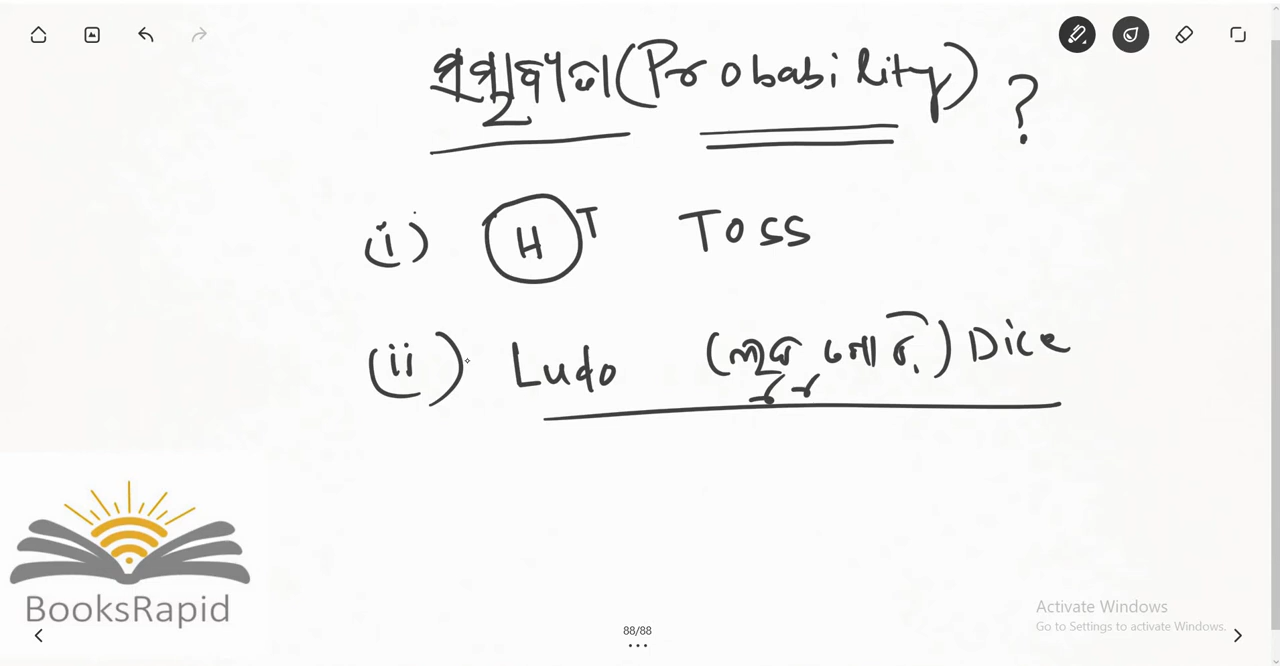 ସମ୍ଭାବ୍ୟତା (Probability) ?
(i) H T Toss
(ii) Ludo (ଲୁଡୁ ଗୋଟି) Dice
BooksRapid
Activate Windows
Go to Settings to activate Windows.
88/88